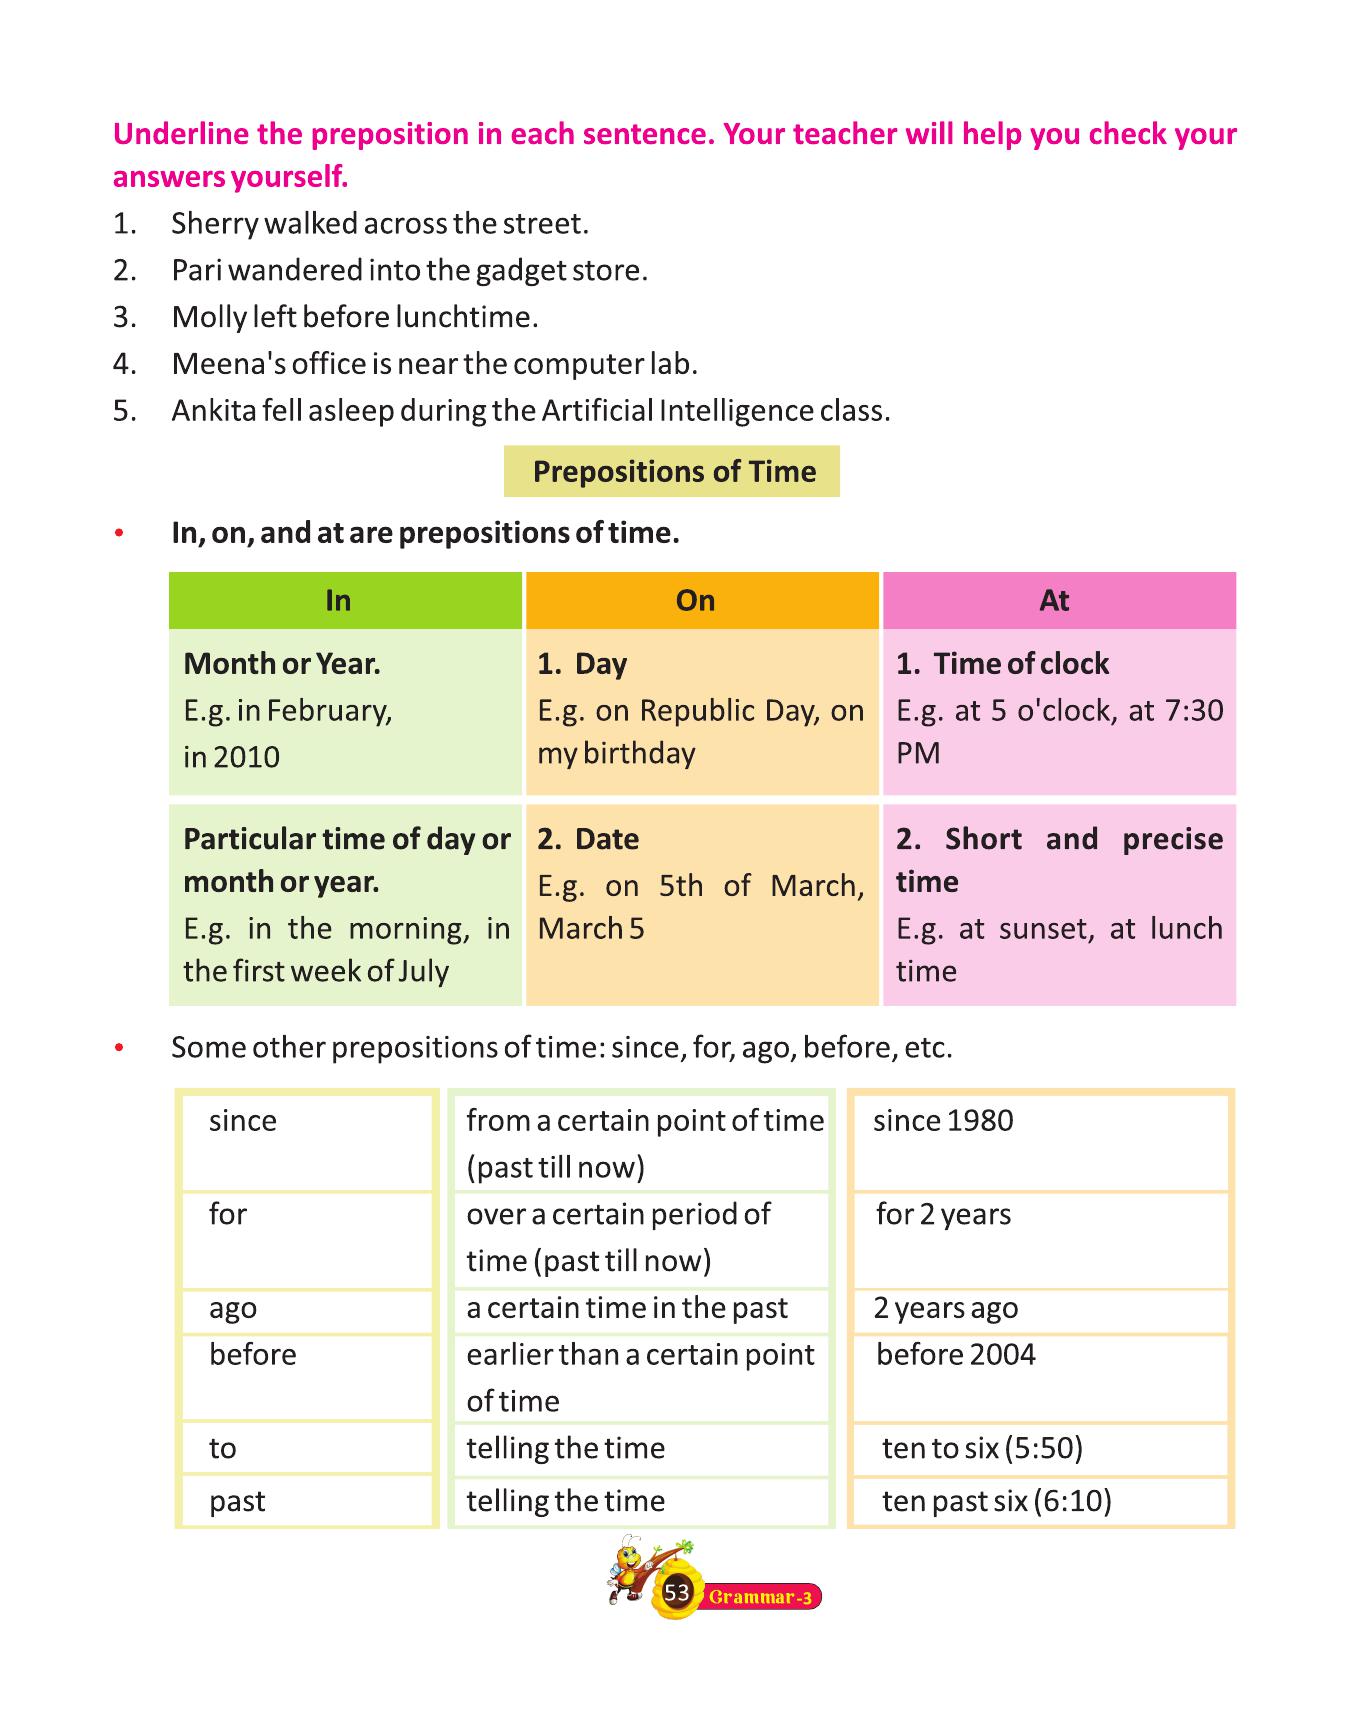 Underline the preposition in each sentence. Your teacher will help you check your
answers yourself.
1. Sherry walked across the street.
2. Pari wandered into the gadget store.
3. Molly left before lunchtime.
4. Meena's office is near the computer lab.
5. Ankita fell asleep during the Artificial Intelligence class.
Prepositions of Time
• In, on, and at are prepositions of time.
In
On
At
Month or Year.
E.g. in February,
in 2010
1. Day
E.g. on Republic Day, on
my birthday
1. Time of clock
E.g. at 5 o'clock, at 7:30
PM
Particular time of day or
month or year.
E.g. in the morning, in
the first week of July
2. Date
E.g. on 5th of March,
March 5
2. Short and precise
time
E.g. at sunset, at lunch
time
• Some other prepositions of time: since, for, ago, before, etc.
since
from a certain point of time
(past till now)
since 1980
for
over a certain period of
time (past till now)
for 2 years
ago
a certain time in the past
2 years ago
before
earlier than a certain point
of time
before 2004
to
telling the time
ten to six (5:50)
past
telling the time
ten past six (6:10)
53
Grammar-3